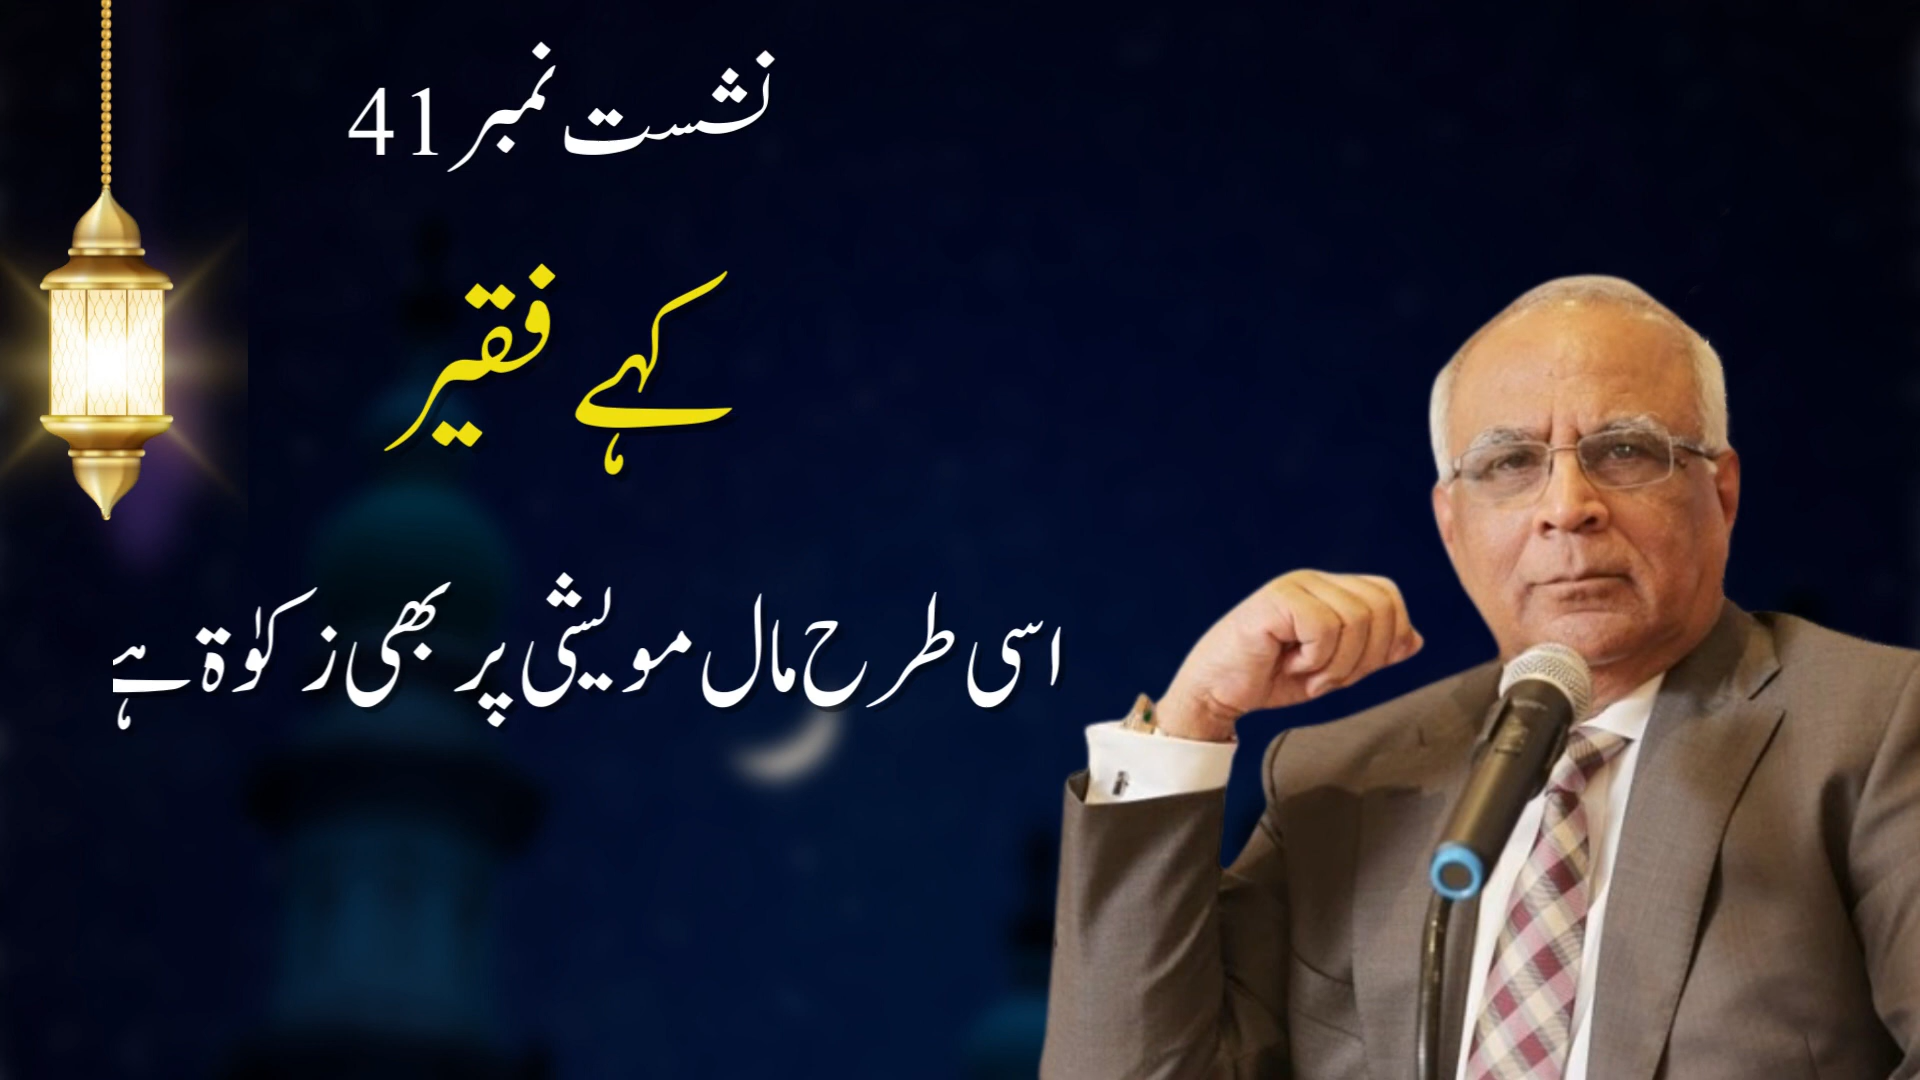 نشست نمبر 41
کہے فقیر
اسی طرح مال مویشی پر بھی زکوٰۃ ہے